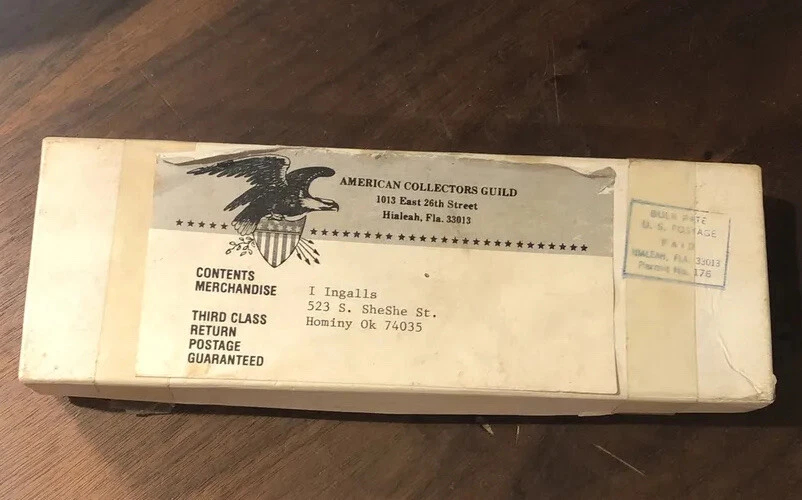 AMERICAN COLLECTORS GUILD
1013 East 26th Street
Hialeah, Fla. 33013
CONTENTS
MERCHANDISE
THIRD CLASS
RETURN
POSTAGE
GUARANTEED
I Ingalls
523 S. SheShe St.
Hominy Ok 74035
BULK RATE
U. S. POSTAGE
PAID
HIALEAH, FLA. 33013
Permit No. 176